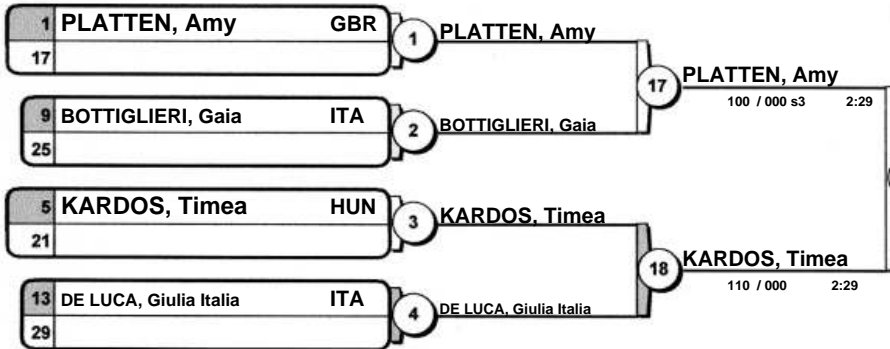 1 PLATTEN, Amy GBR
17
1 PLATTEN, Amy
9 BOTTIGLIERI, Gaia ITA
25
2 BOTTIGLIERI, Gaia
17 PLATTEN, Amy
100 / 000 s3 2:29
5 KARDOS, Timea HUN
21
3 KARDOS, Timea
13 DE LUCA, Giulia Italia ITA
29
4 DE LUCA, Giulia Italia
18 KARDOS, Timea
110 / 000 2:29